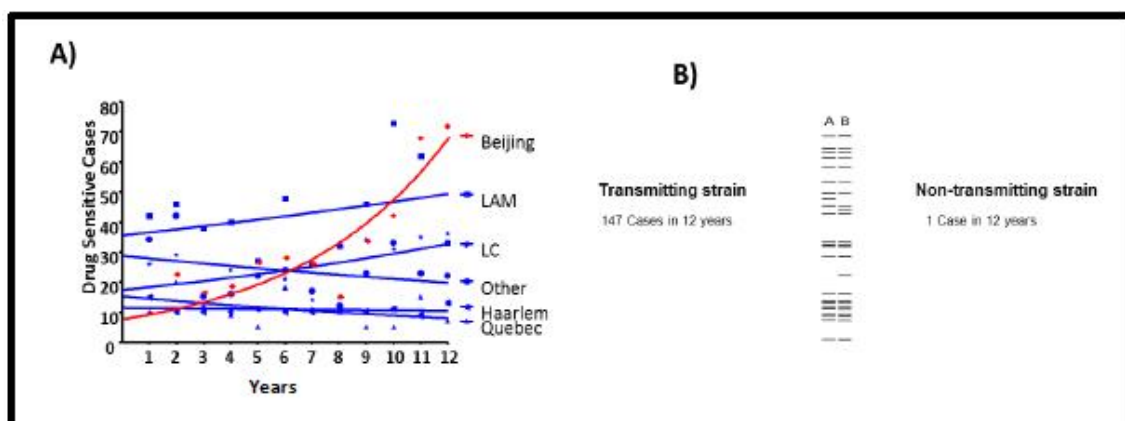 A)
B)
80
70
60
50
40
30
20
10
0
Drug Sensitive Cases
1 2 3 4 5 6 7 8 9 10 11 12
Years
Beijing
LAM
LC
Other
Haarlem
Quebec
A B
Transmitting strain
147 Cases in 12 years
Non-transmitting strain
1 Case in 12 years